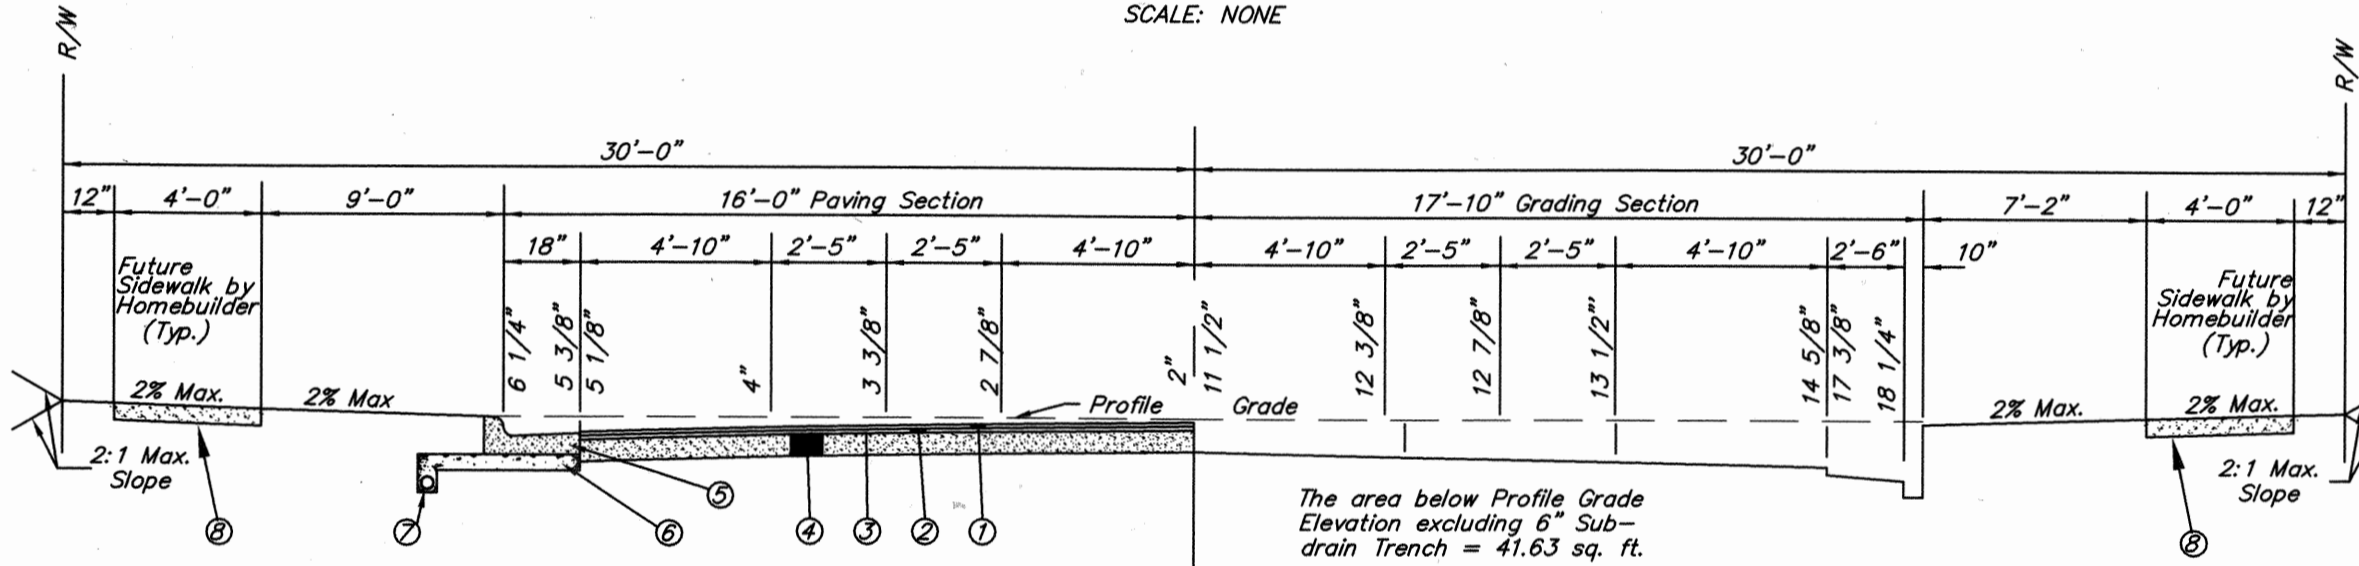 SCALE: NONE
R/W
R/W
30'-0"
30'-0"
12"
4'-0"
9'-0"
16'-0" Paving Section
17'-10" Grading Section
7'-2"
4'-0"
12"
18"
4'-10"
2'-5"
2'-5"
4'-10"
4'-10"
2'-5"
2'-5"
4'-10"
2'-6"
10"
Future
Sidewalk by
Homebuilder
(Typ.)
6 1/4"
5 3/8"
5 1/8"
4"
3 3/8"
2 7/8"
2"
11 1/2"
12 3/8"
12 7/8"
13 1/2"
14 5/8"
17 3/8"
18 1/4"
Future
Sidewalk by
Homebuilder
(Typ.)
2% Max.
2% Max
Profile Grade
2% Max.
2% Max.
2:1 Max.
Slope
2:1 Max.
Slope
The area below Profile Grade
Elevation excluding 6" Sub-
drain Trench = 41.63 sq. ft.
8
7
6
5
4
3
2
1
8